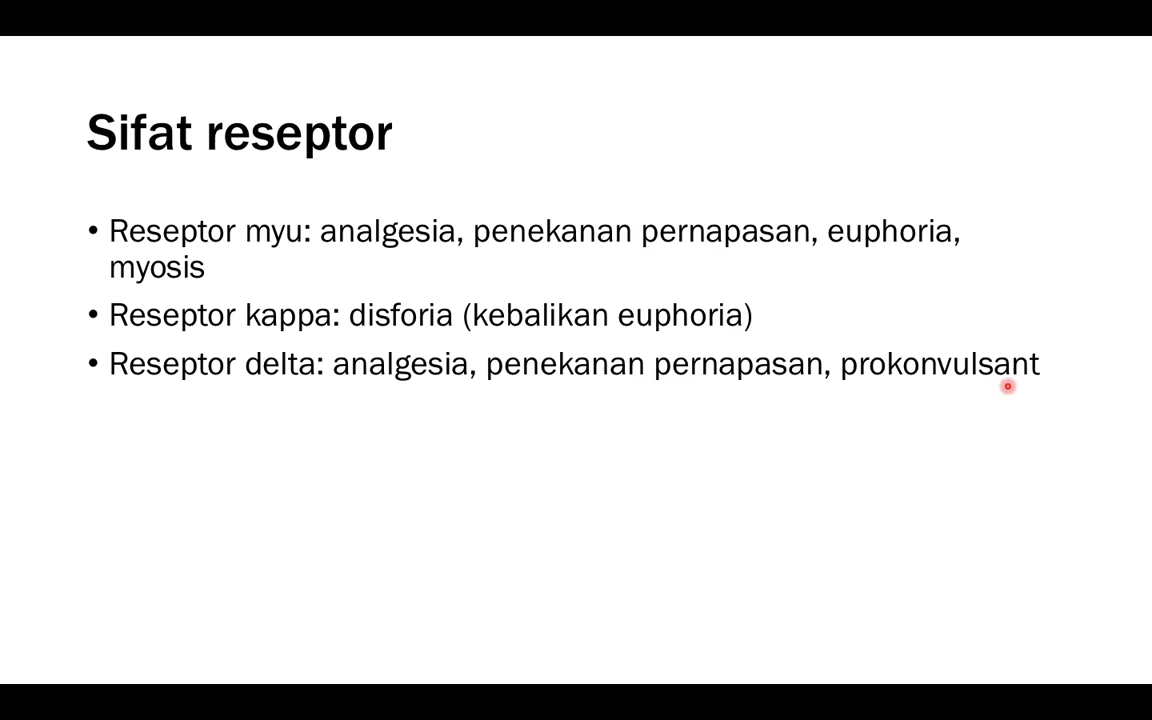 Sifat reseptor
• Reseptor myu: analgesia, penekanan pernapasan, euphoria,
myosis
• Reseptor kappa: disforia (kebalikan euphoria)
• Reseptor delta: analgesia, penekanan pernapasan, prokonvulsant